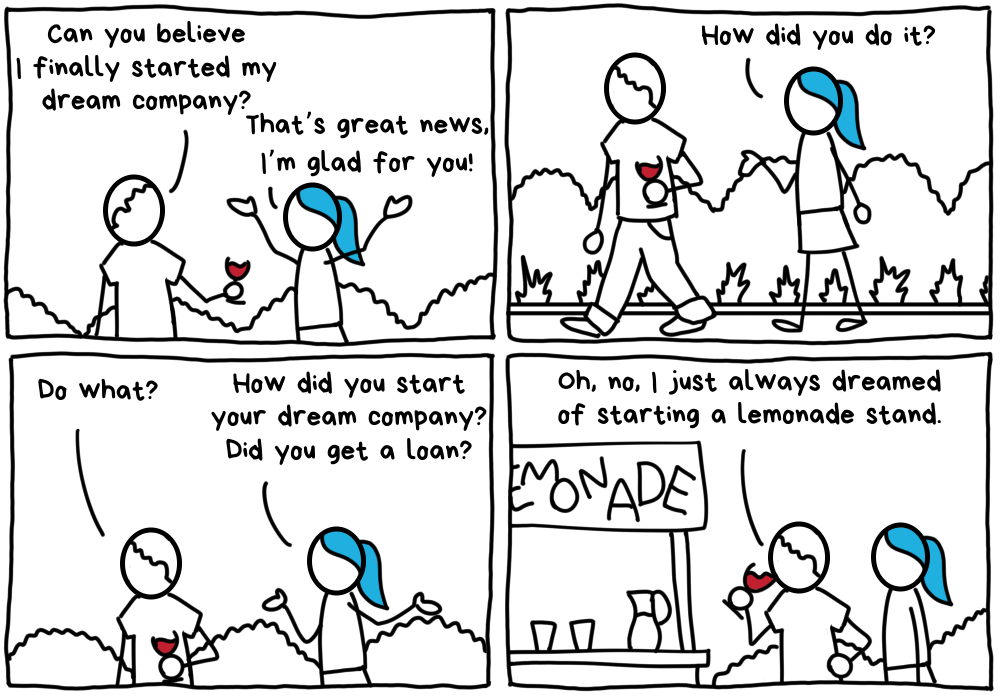 Can you believe
I finally started my
dream company?
That's great news,
I'm glad for you!
How did you do it?
Do what?
How did you start
your dream company?
Did you get a loan?
Oh, no, I just always dreamed
of starting a lemonade stand.
EMONADE